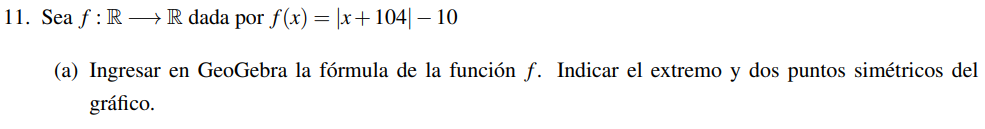 11. Sea f : ℝ ⟶ ℝ dada por f(x) = |x + 104| − 10
(a) Ingresar en GeoGebra la fórmula de la función f. Indicar el extremo y dos puntos simétricos del
gráfico.